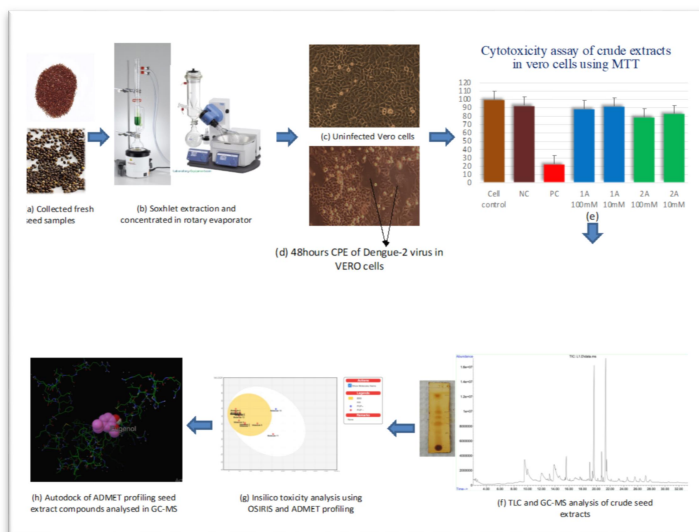 (c) Uninfected Vero cells
a) Collected fresh
seed samples
(b) Soxhlet extraction and
concentrated in rotary evaporator
(d) 48hours CPE of Dengue-2 virus in
VERO cells
Cytotoxicity assay of crude extracts
in vero cells using MTT
120
110
100
90
80
70
60
50
40
30
20
10
0
Cell
control
NC
PC
1A
100mM
1A
10mM
2A
100mM
2A
10mM
(e)
(h) Autodock of ADMET profiling seed
extract compounds analysed in GC-MS
(g) Insilico toxicity analysis using
OSIRIS and ADMET profiling
(f) TLC and GC-MS analysis of crude seed
extracts